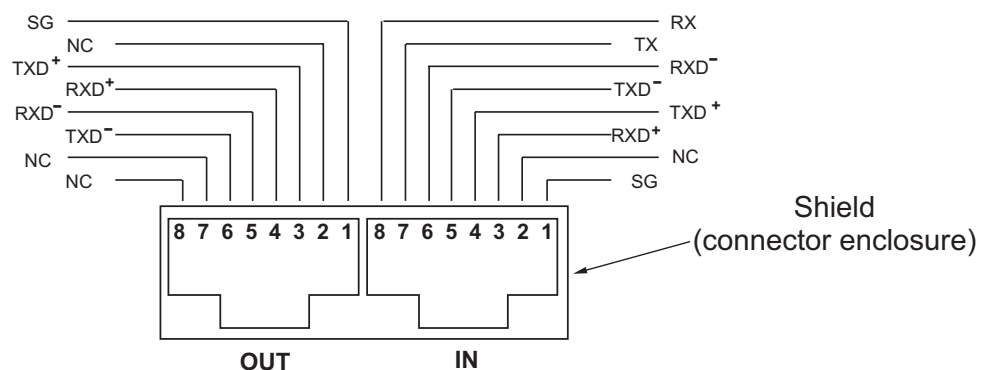 SG
NC
TXD+
RXD+
RXD-
TXD-
NC
NC
RX
TX
RXD-
TXD-
TXD +
RXD+
NC
SG
Shield
(connector enclosure)
8 7 6 5 4 3 2 1
8 7 6 5 4 3 2 1
OUT
IN